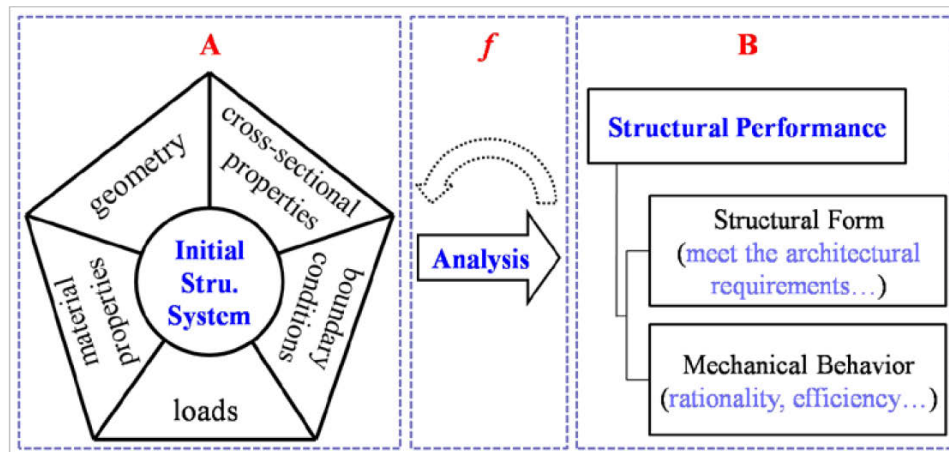 A
geometry
cross-sectional
properties
Initial
Stru.
System
material
properties
boundary
conditions
loads
f
Analysis
B
Structural Performance
Structural Form
(meet the architectural
requirements…)
Mechanical Behavior
(rationality, efficiency…)